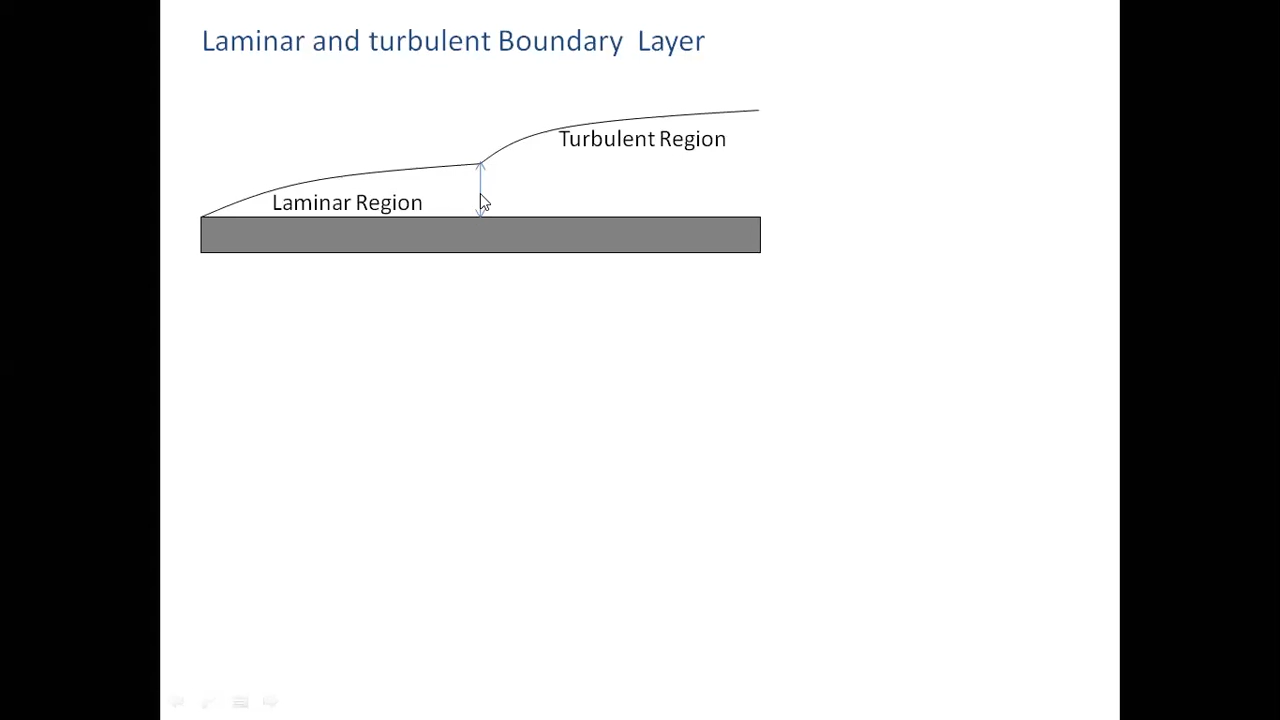 Laminar and turbulent Boundary  Layer
Turbulent Region
Laminar Region